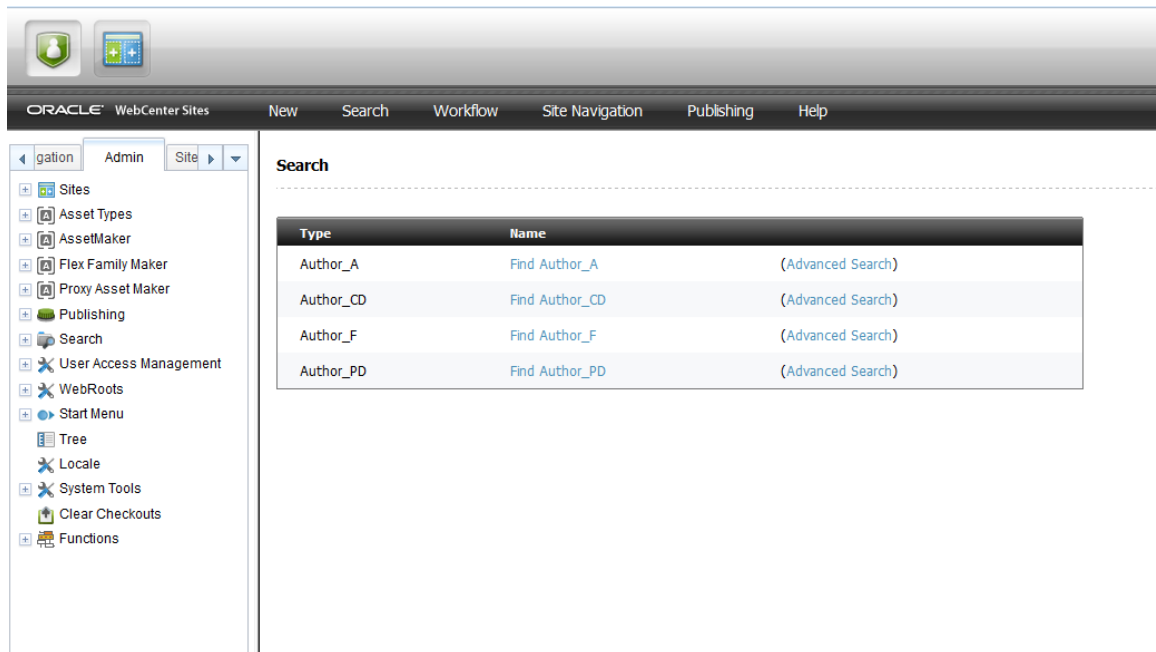 ORACLE WebCenter Sites New Search Workflow Site Navigation Publishing Help
gation Admin Site
Sites
Asset Types
AssetMaker
Flex Family Maker
Proxy Asset Maker
Publishing
Search
User Access Management
WebRoots
Start Menu
Tree
Locale
System Tools
Clear Checkouts
Functions
Search
Type Name
Author_A Find Author_A (Advanced Search)
Author_CD Find Author_CD (Advanced Search)
Author_F Find Author_F (Advanced Search)
Author_PD Find Author_PD (Advanced Search)